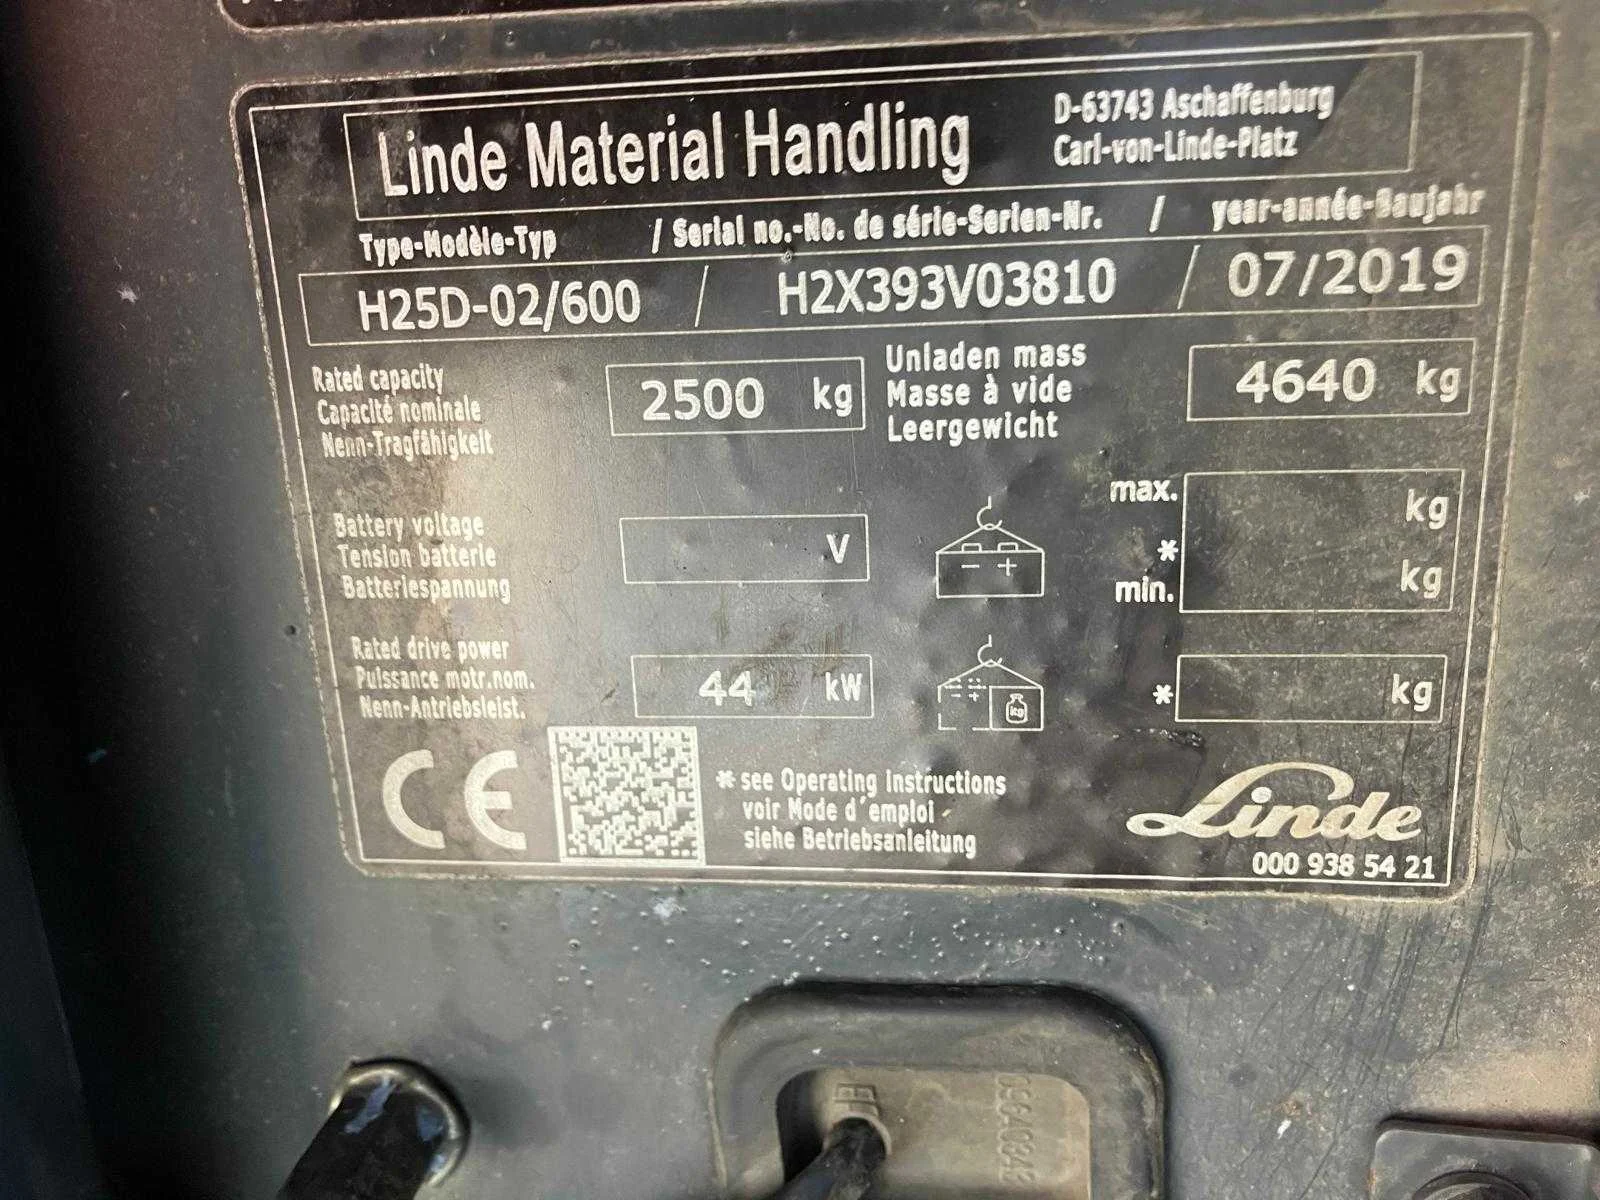 Linde Material Handling
D-63743 Aschaffenburg
Carl-von-Linde-Platz
Type-Modèle-Typ / Serial no.-No. de série-Serien-Nr. / year-année-Baujahr
H25D-02/600 / H2X393V03810 / 07/2019
Rated capacity
Capacité nominale
Nenn-Tragfähigkeit
2500 kg
Unladen mass
Masse à vide
Leergewicht
4640 kg
Battery voltage
Tension batterie
Batteriespannung
V
- +
max. kg
*
min. kg
Rated drive power
Puissance motr.nom.
Nenn-Antriebsleist.
44 kW
- +
kg
* kg
CE
* see Operating Instructions
voir Mode d'emploi
siehe Betriebsanleitung
Linde
000 938 54 21